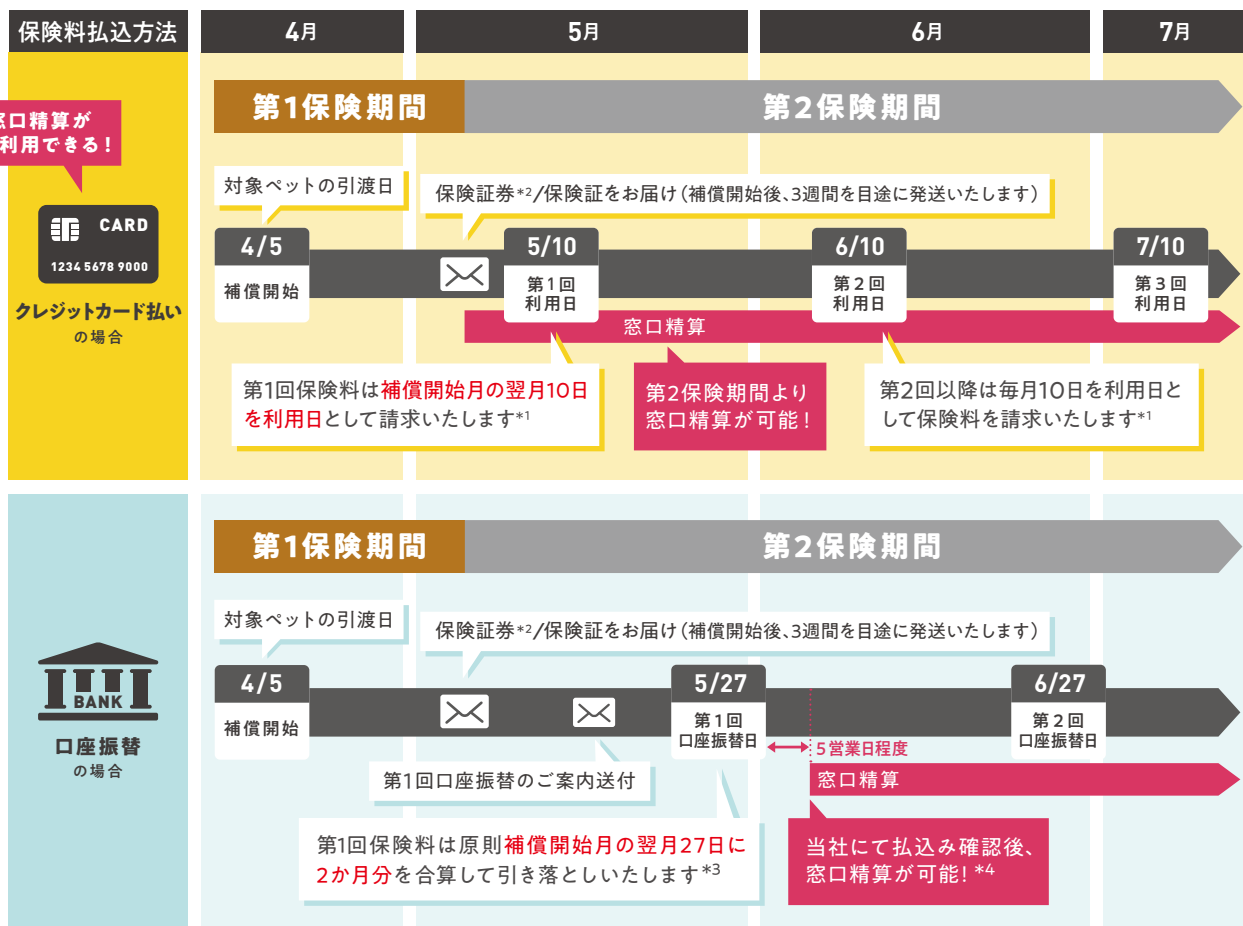 保険料払込方法
4月
5月
6月
7月
第1保険期間
第2保険期間
窓口精算が
利用できる!
対象ペットの引渡日
保険証券*2/保険証をお届け(補償開始後、3週間を目途に発送いたします)
CARD
1234 5678 9000
クレジットカード払い
の場合
4/5
補償開始
5/10
第1回
利用日
6/10
第2回
利用日
7/10
第3回
利用日
窓口精算
第1回保険料は補償開始月の翌月10日
を利用日として請求いたします*1
第2保険期間より
窓口精算が可能!
第2回以降は毎月10日を利用日と
して保険料を請求いたします*1
第1保険期間
第2保険期間
対象ペットの引渡日
保険証券*2/保険証をお届け(補償開始後、3週間を目途に発送いたします)
BANK
口座振替
の場合
4/5
補償開始
5/27
第1回
口座振替日
6/27
第2回
口座振替日
5営業日程度
窓口精算
第1回口座振替のご案内送付
第1回保険料は原則補償開始月の翌月27日に
2か月分を合算して引き落としいたします*3
当社にて払込み確認後、
窓口精算が可能!*4